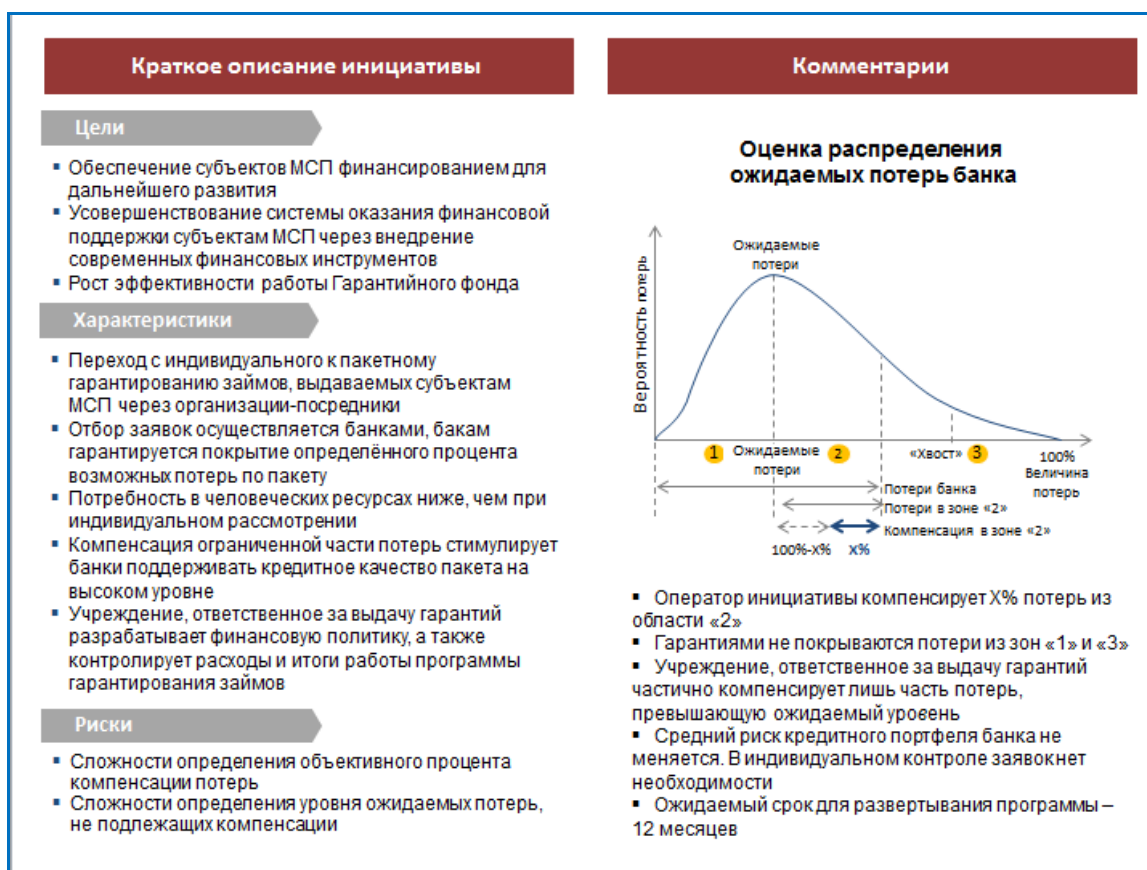 Краткое описание инициативы
Цели
▪ Обеспечение субъектов МСП финансированием для
дальнейшего развития
▪ Усовершенствование системы оказания финансовой
поддержки субъектам МСП через внедрение
современных финансовых инструментов
▪ Рост эффективности работы Гарантийного фонда
Характеристики
▪ Переход с индивидуального к пакетному
гарантированию займов, выдаваемых субъектам
МСП через организации-посредники
▪ Отбор заявок осуществляется банками, бакам
гарантируется покрытие определённого процента
возможных потерь по пакету
▪ Потребность в человеческих ресурсах ниже, чем при
индивидуальном рассмотрении
▪ Компенсация ограниченной части потерь стимулирует
банки поддерживать кредитное качество пакета на
высоком уровне
▪ Учреждение, ответственное за выдачу гарантий
разрабатывает финансовую политику, а также
контролирует расходы и итоги работы программы
гарантирования займов
Риски
▪ Сложности определения объективного процента
компенсации потерь
▪ Сложности определения уровня ожидаемых потерь,
не подлежащих компенсации
Комментарии
Оценка распределения
ожидаемых потерь банка
Вероятность потерь
Ожидаемые
потери
1 Ожидаемые 2 «Хвост» 3 100%
потери
Величина
потерь
Потери банка
Потери в зоне «2»
Компенсация в зоне «2»
100%-X% X%
▪ Оператор инициативы компенсирует X% потерь из
области «2»
▪ Гарантиями не покрываются потери из зон «1» и «3»
▪ Учреждение, ответственное за выдачу гарантий
частично компенсирует лишь часть потерь,
превышающую ожидаемый уровень
▪ Средний риск кредитного портфеля банка не
меняется. В индивидуальном контроле заявок нет
необходимости
▪ Ожидаемый срок для развертывания программы –
12 месяцев